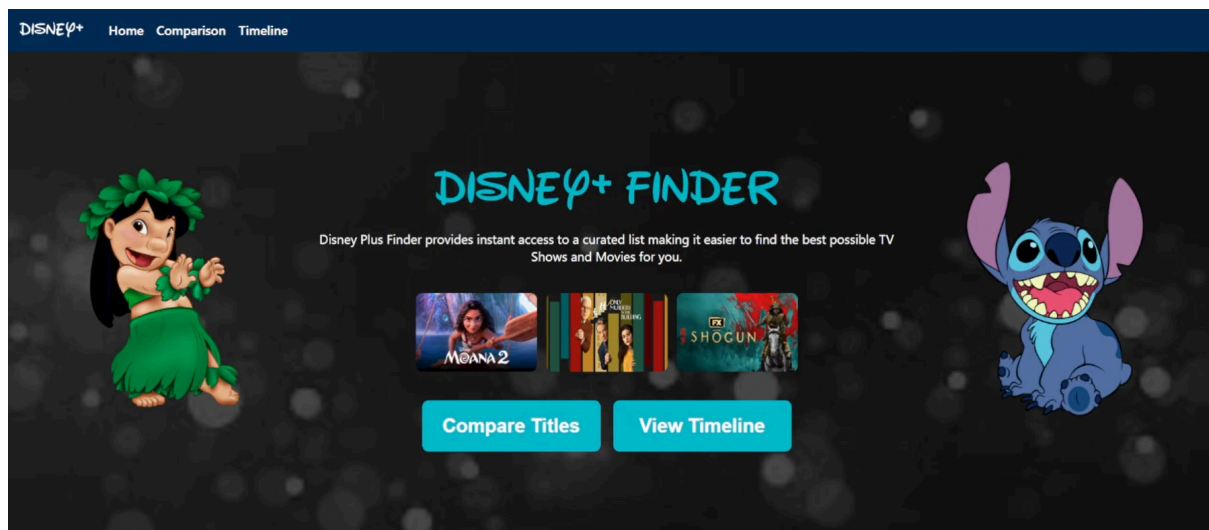 DISNEY+ Home Comparison Timeline
DISNEY+ FINDER
Disney Plus Finder provides instant access to a curated list making it easier to find the best possible TV
Shows and Movies for you.
MOANA 2
ONLY
MURDERS
IN THE
BUILDING
FX
SHŌGUN
Compare Titles
View Timeline